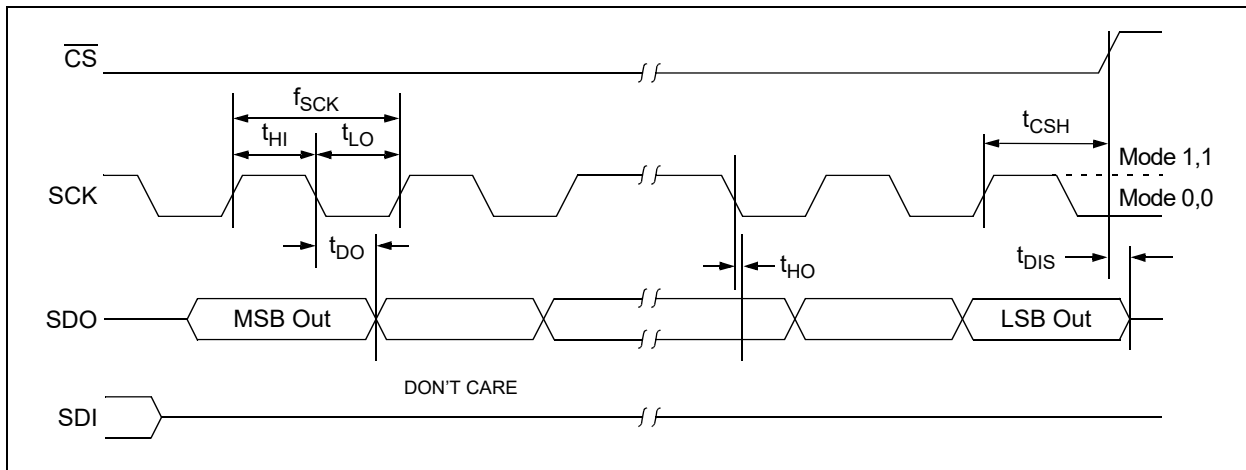 CS
fSCK
tHI
tLO
tCSH
Mode 1,1
SCK
Mode 0,0
tDO
tHO
tDIS
SDO
MSB Out
LSB Out
DON'T CARE
SDI